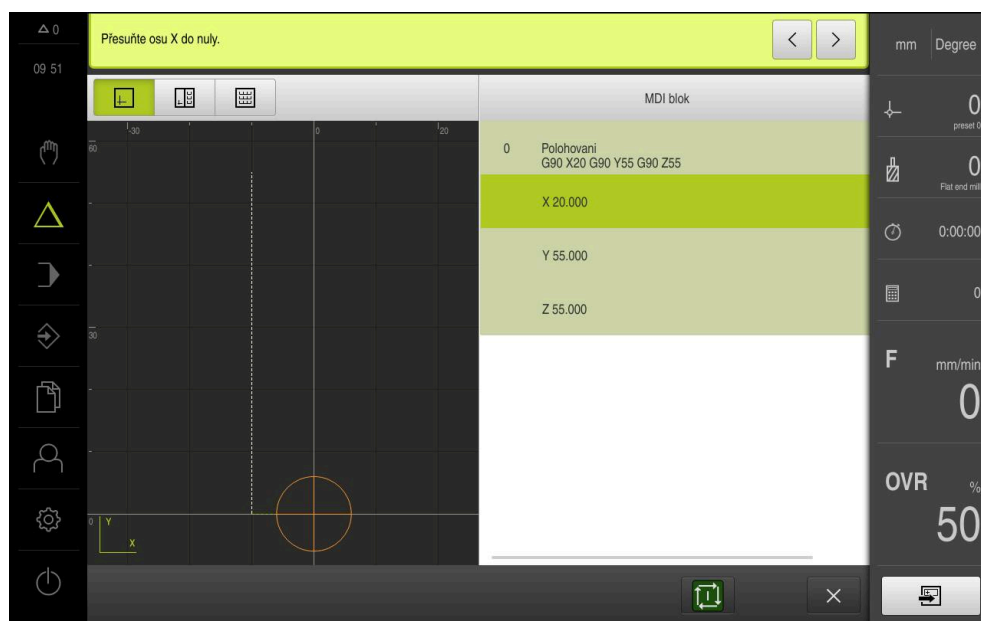 0
09 51
Přesuňte osu X do nuly.
mm Degree
MDI blok
-30 0 20
60
30
0 Y
X
0 Polohovani
G90 X20 G90 Y55 G90 Z55
X 20.000
Y 55.000
Z 55.000
0
preset 0
0
Flat end mill
0:00:00
0
F mm/min
0
OVR %
50